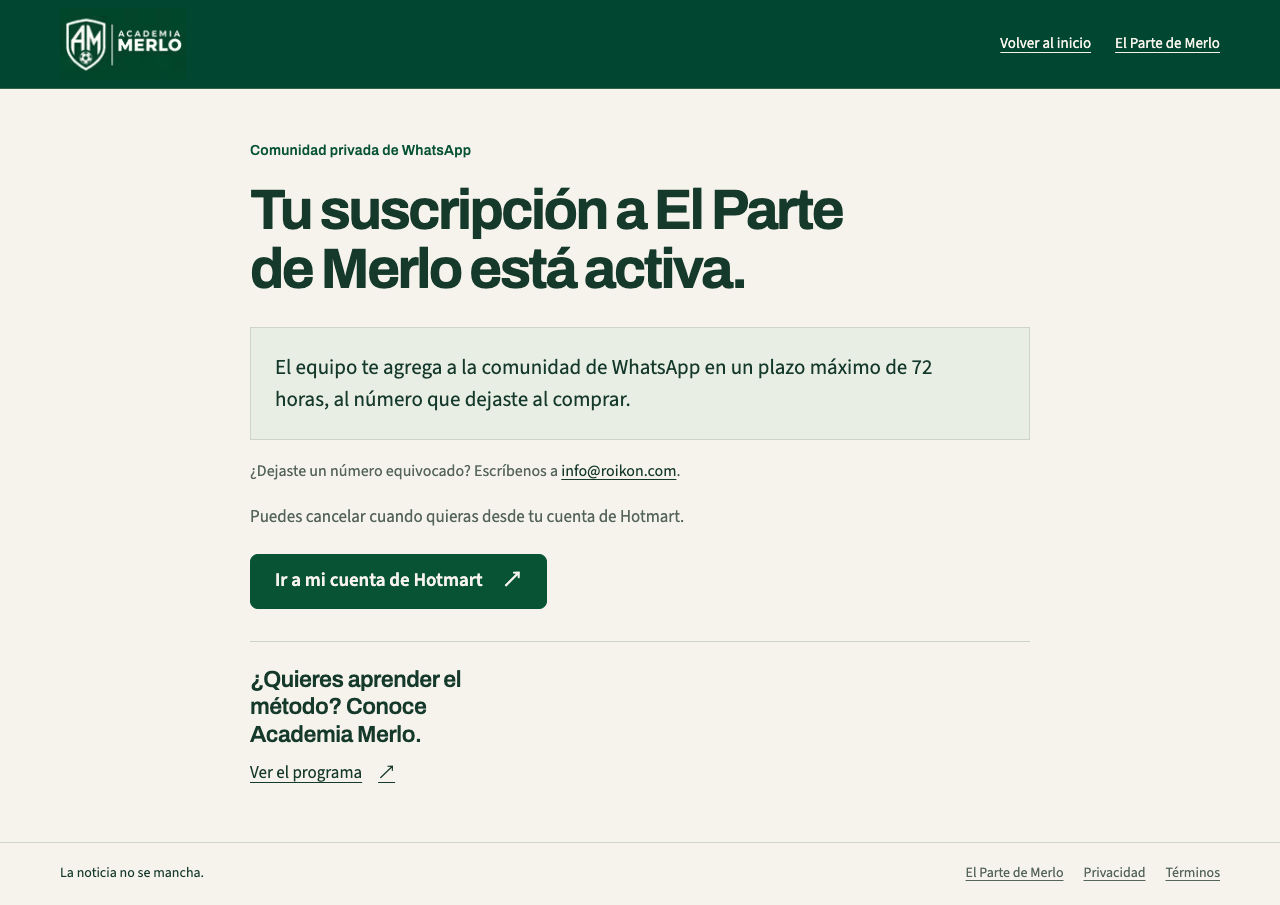 AM
ACADEMIA
MERLO
Volver al inicio
El Parte de Merlo
Comunidad privada de WhatsApp
Tu suscripción a El Parte
de Merlo está activa.
El equipo te agrega a la comunidad de WhatsApp en un plazo máximo de 72
horas, al número que dejaste al comprar.
¿Dejaste un número equivocado? Escríbenos a info@roikon.com.
Puedes cancelar cuando quieras desde tu cuenta de Hotmart.
Ir a mi cuenta de Hotmart ↗
¿Quieres aprender el
método? Conoce
Academia Merlo.
Ver el programa ↗
La noticia no se mancha.
El Parte de Merlo
Privacidad
Términos